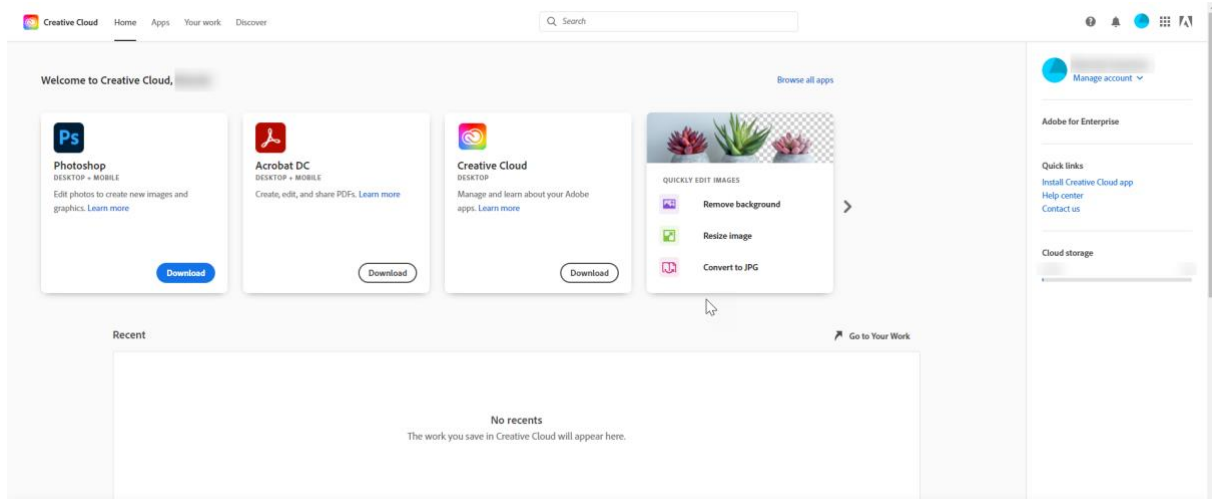 Creative Cloud Home Apps Your work Discover
Search
Welcome to Creative Cloud,
Browse all apps
Ps
Photoshop
DESKTOP + MOBILE
Edit photos to create new images and
graphics. Learn more
Download
Acrobat DC
DESKTOP + MOBILE
Create, edit, and share PDFs. Learn more
Download
Creative Cloud
DESKTOP
Manage and learn about your Adobe
apps. Learn more
Download
QUICKLY EDIT IMAGES
Remove background
Resize image
Convert to JPG
Recent
Go to Your Work
No recents
The work you save in Creative Cloud will appear here.
Manage account
Adobe for Enterprise
Quick links
Install Creative Cloud app
Help center
Contact us
Cloud storage